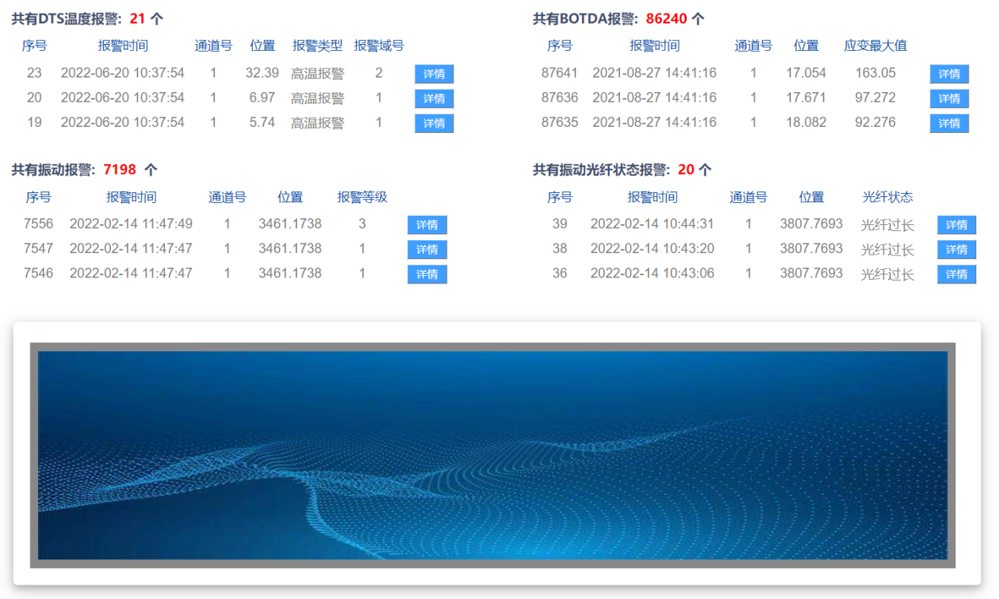 共有DTS温度报警: 21 个
序号 报警时间 通道号 位置 报警类型 报警域号
23 2022-06-20 10:37:54 1 32.39 高温报警 2 详情
20 2022-06-20 10:37:54 1 6.97 高温报警 1 详情
19 2022-06-20 10:37:54 1 5.74 高温报警 1 详情
共有BOTDA报警: 86240 个
序号 报警时间 通道号 位置 应变最大值
87641 2021-08-27 14:41:16 1 17.054 163.05 详情
87636 2021-08-27 14:41:16 1 17.671 97.272 详情
87635 2021-08-27 14:41:16 1 18.082 92.276 详情
共有振动报警: 7198 个
序号 报警时间 通道号 位置 报警等级
7556 2022-02-14 11:47:49 1 3461.1738 3 详情
7547 2022-02-14 11:47:47 1 3461.1738 1 详情
7546 2022-02-14 11:47:47 1 3461.1738 1 详情
共有振动光纤状态报警: 20 个
序号 报警时间 通道号 位置 光纤状态
39 2022-02-14 10:44:31 1 3807.7693 光纤过长 详情
38 2022-02-14 10:43:20 1 3807.7693 光纤过长 详情
36 2022-02-14 10:43:06 1 3807.7693 光纤过长 详情